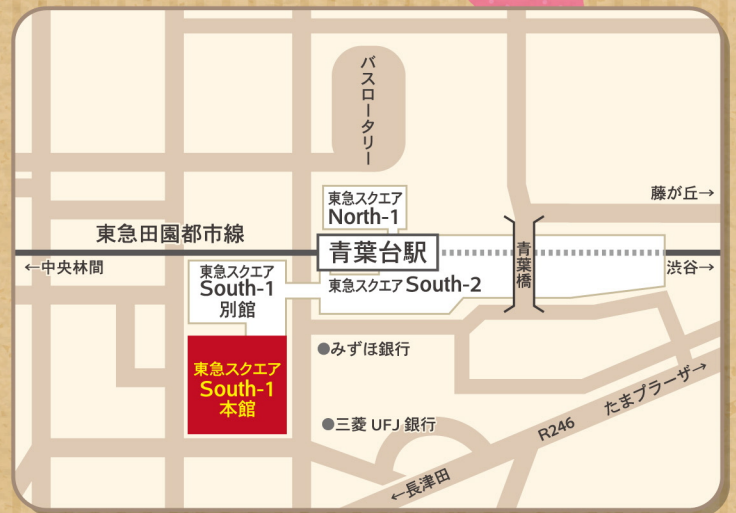 バスロータリー
東急スクエア
North-1
藤が丘→
東急田園都市線
青葉台駅
青葉橋
←中央林間
渋谷→
東急スクエア
South-1
別館
東急スクエア South-2
●みずほ銀行
東急スクエア
South-1
本館
●三菱 UFJ 銀行
たまプラーザ→
R246
←長津田